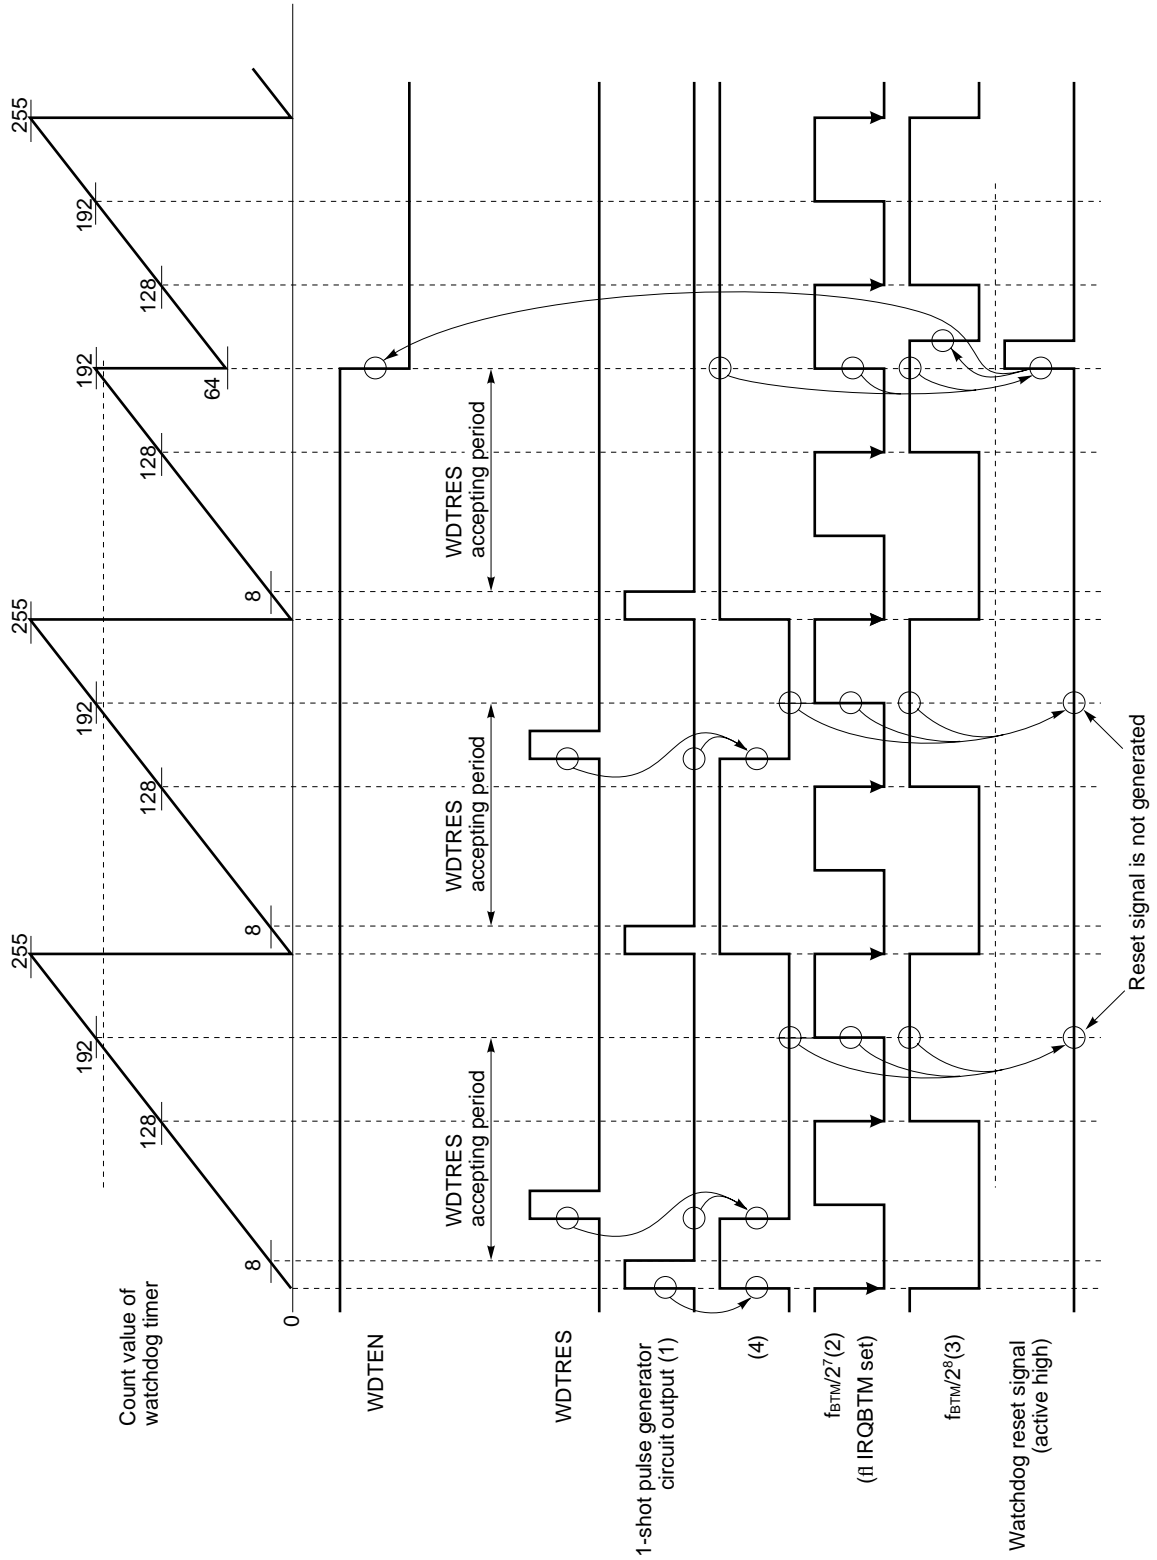 Count value of
watchdog timer
0
8
128
192
255
8
128
192
255
8
128
192
64
128
192
255
WDTEN
WDTRES
accepting period
WDTRES
accepting period
WDTRES
accepting period
WDTRES
1-shot pulse generator
circuit output (1)
(4)
fBTM/2⁷(2)
(fl IRQBTM set)
fBTM/2⁸(3)
Watchdog reset signal
(active high)
Reset signal is not generated